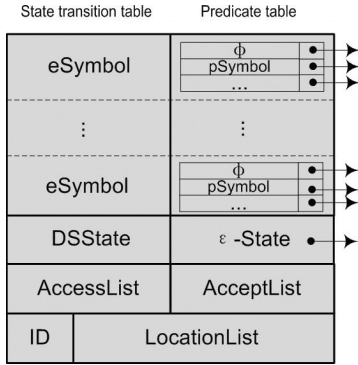 State transition table Predicate table
ϕ
eSymbol pSymbol
...
⋮ ⋮
ϕ
eSymbol pSymbol
...
DSState ε -State
AccessList AcceptList
ID LocationList